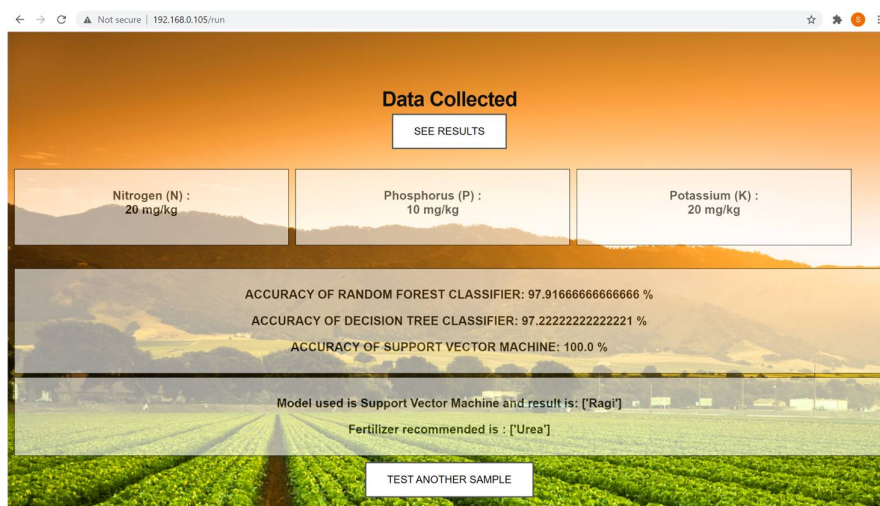 Not secure | 192.168.0.105/run
S
Data Collected
SEE RESULTS
Nitrogen (N) :
20 mg/kg
Phosphorus (P) :
10 mg/kg
Potassium (K) :
20 mg/kg
ACCURACY OF RANDOM FOREST CLASSIFIER: 97.91666666666666 %
ACCURACY OF DECISION TREE CLASSIFIER: 97.22222222222221 %
ACCURACY OF SUPPORT VECTOR MACHINE: 100.0 %
Model used is Support Vector Machine and result is: ['Ragi']
Fertilizer recommended is : ['Urea']
TEST ANOTHER SAMPLE